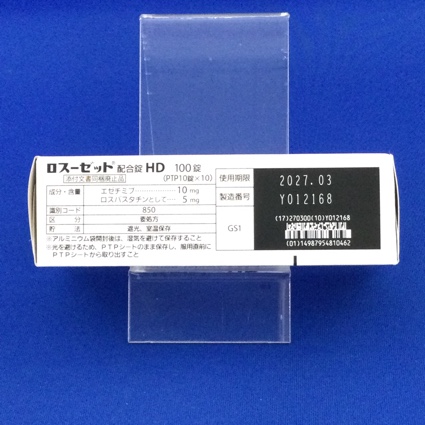 ロスーゼット 配合錠 HD 100錠
添付文書同梱廃止品 (PTP10錠×10)
成分・含量 エゼチミブ 10 mg
ロスバスタチンとして 5 mg
識別コード 850
区分 処方箋
貯法 遮光、室温保存
※アルミニウム袋開封後は、湿気を避けて保存すること
※光を避けるため、PTPシートのまま保存し、服用直前に
PTPシートから取り出すこと
使用期限 2027.03
製造番号 Y012168
GS1
(17)270300(10)Y012168
(01)14987954810462